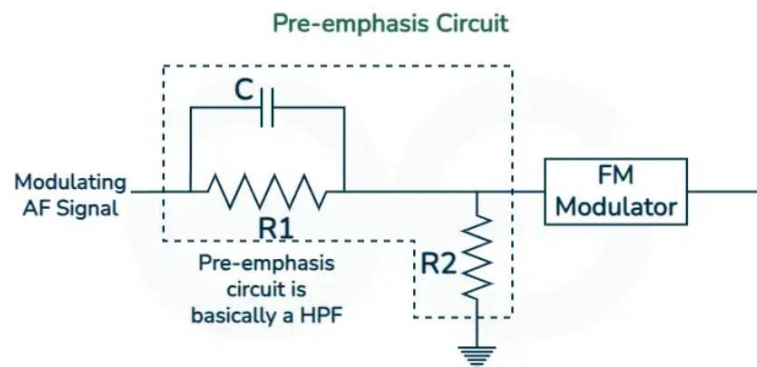 Pre-emphasis Circuit
C
Modulating
AF Signal
R1
FM
Modulator
R2
Pre-emphasis
circuit is
basically a HPF